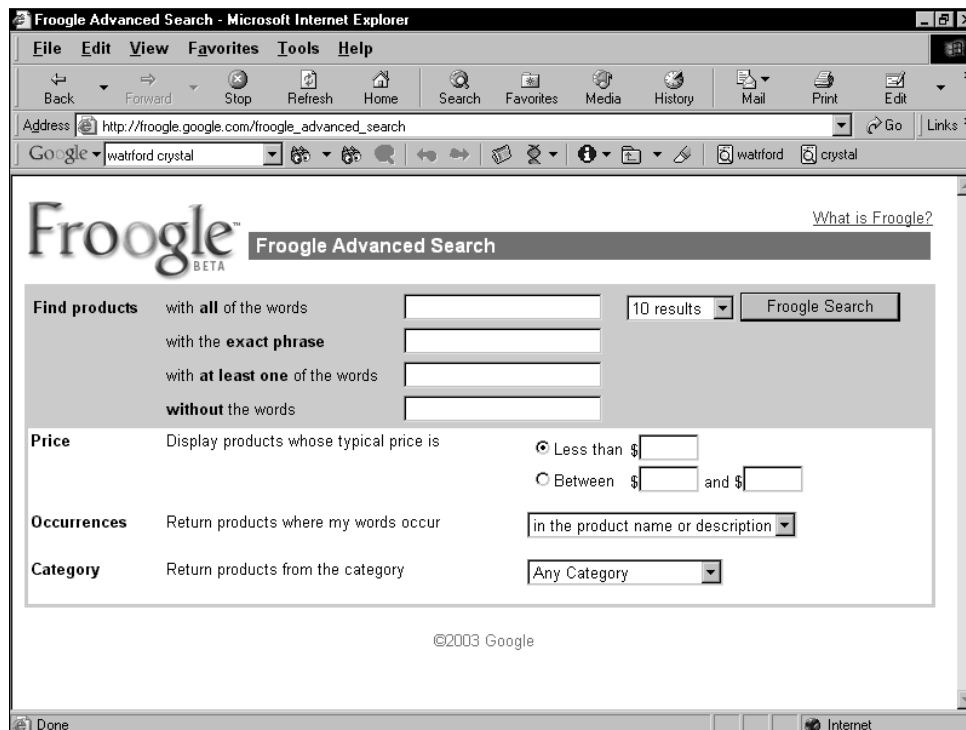 Froogle Advanced Search - Microsoft Internet Explorer
File Edit View Favorites Tools Help
Back Forward Stop Refresh Home Search Favorites Media History Mail Print Edit
Address http://froogle.google.com/froogle_advanced_search Go Links
Google watrford crystal watrford crystal
What is Froogle?
Froogle™ BETA
Froogle Advanced Search
Find products with all of the words 10 results Froogle Search
with the exact phrase
with at least one of the words
without the words
Price Display products whose typical price is Less than $
Between $ and $
Occurrences Return products where my words occur in the product name or description
Category Return products from the category Any Category
©2003 Google
Done Internet